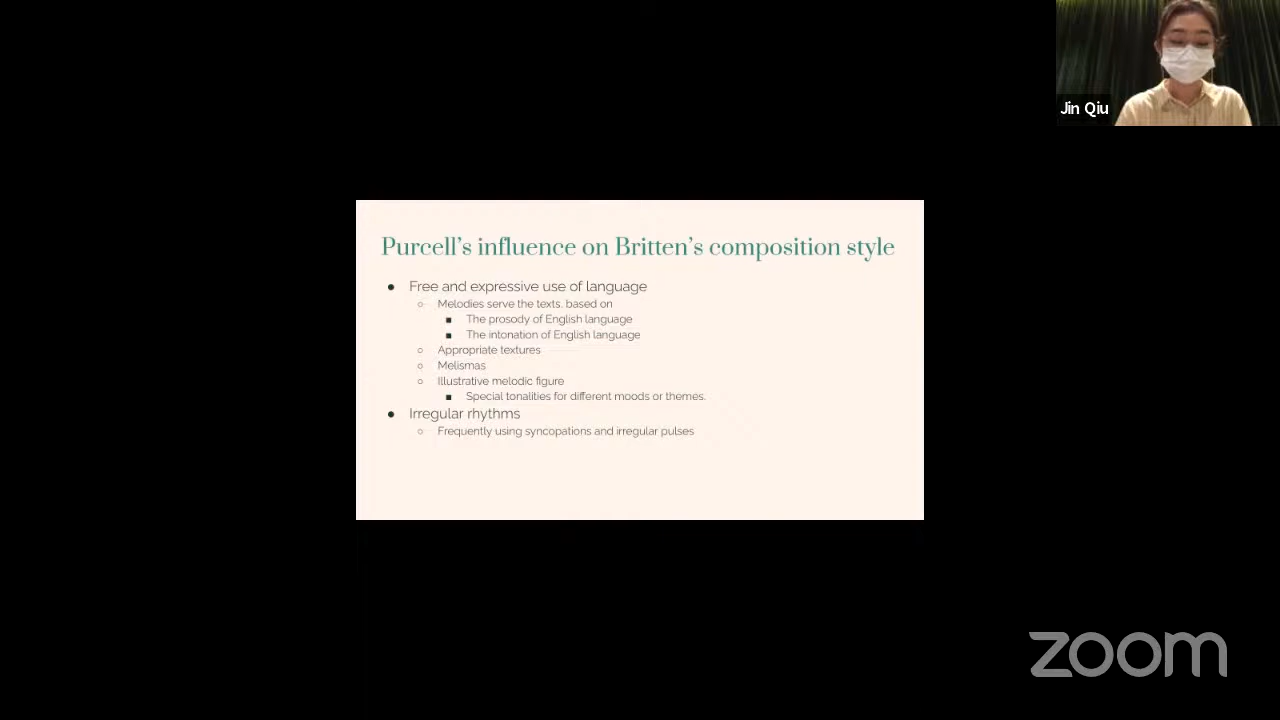 Jin Qiu
Purcell's influence on Britten's composition style
● Free and expressive use of language
○ Melodies serve the texts, based on
■ The prosody of English language
■ The intonation of English language
○ Appropriate textures
○ Melismas
○ Illustrative melodic figure
■ Special tonalities for different moods or themes.
● Irregular rhythms
○ Frequently using syncopations and irregular pulses
zoom